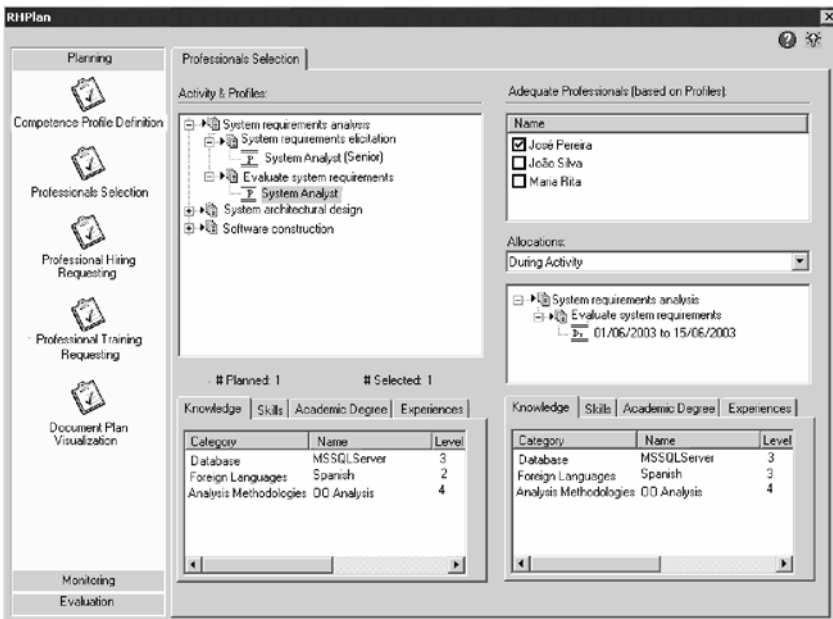 RHPlan
Planning
Competence Profile Definition
Professionals Selection
Professional Hiring
Requesting
Professional Training
Requesting
Document Plan
Visualization
Monitoring
Evaluation
Professionals Selection
Activity & Profiles:
System requirements analysis
System requirements elicitation
P System Analyst (Senior)
Evaluate system requirements
P System Analyst
System architectural design
Software construction
# Planned: 1 # Selected: 1
Knowledge Skills Academic Degree Experiences
Category Name Level
Database MSSQLServer 3
Foreign Languages Spanish 2
Analysis Methodologies OO Analysis 4
Adequate Professionals (based on Profiles):
Name
José Pereira
João Silva
Maria Rita
Allocations:
During Activity
System requirements analysis
Evaluate system requirements
01/06/2003 to 15/06/2003
Knowledge Skills Academic Degree Experiences
Category Name Level
Database MSSQLServer 3
Foreign Languages Spanish 3
Analysis Methodologies OO Analysis 4